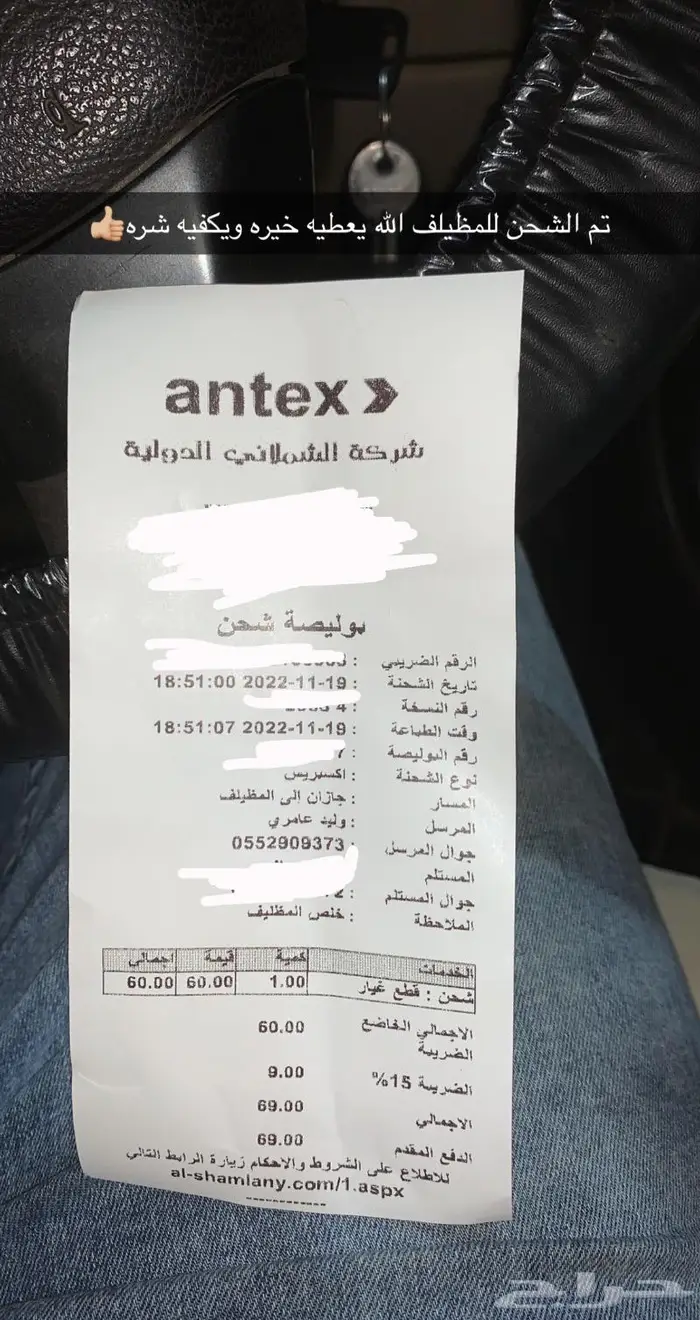 تم الشحن للمظيلف الله يعطيه خيره ويكفيه شره👍🏼
antex
شركة الشملاني الدولية
بوليصة شحن
الرقم الضريبي :
تاريخ الشحنة : 2022-11-19 18:51:00
رقم النسخة
وقت الطباعة : 2022-11-19 18:51:07
رقم البوليصة : 7
نوع الشحنة : اكسبريس
المسار : جازان إلى المظيلف
المرسل : وليد عامري
جوال المرسل : 0552909373
المستلم
جوال المستلم :
الملاحظة : خلص المظليف
الخدمات كمية قيمة اجمالي
شحن : قطع غيار 1.00 60.00 60.00
الاجمالي الخاضع 60.00
الضريبة
الضريبة 15% 9.00
الاجمالي 69.00
الدفع المقدم 69.00
للاطلاع على الشروط والاحكام زيارة الرابط التالي
al-shamlany.com/1.aspx
حراج